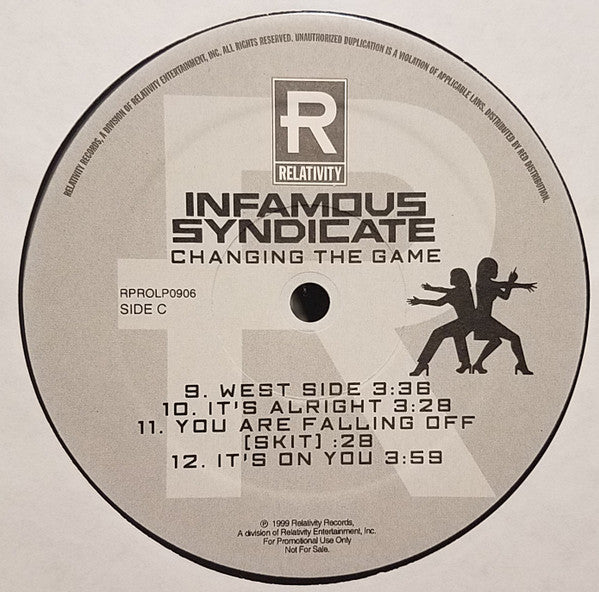 RELATIVITY RECORDS, A DIVISION OF RELATIVITY ENTERTAINMENT, INC. ALL RIGHTS RESERVED. UNAUTHORIZED DUPLICATION IS A VIOLATION OF APPLICABLE LAWS. DISTRIBUTED BY RED DISTRIBUTION.
R
RELATIVITY
INFAMOUS
SYNDICATE
CHANGING THE GAME
RPROLP0906
SIDE C
9. WEST SIDE 3:36
10. IT'S ALRIGHT 3:28
11. YOU ARE FALLING OFF
[SKIT] :28
12. IT'S ON YOU 3:59
℗ 1999 Relativity Records,
A division of Relativity Entertainment, Inc.
For Promotional Use Only
Not For Sale.